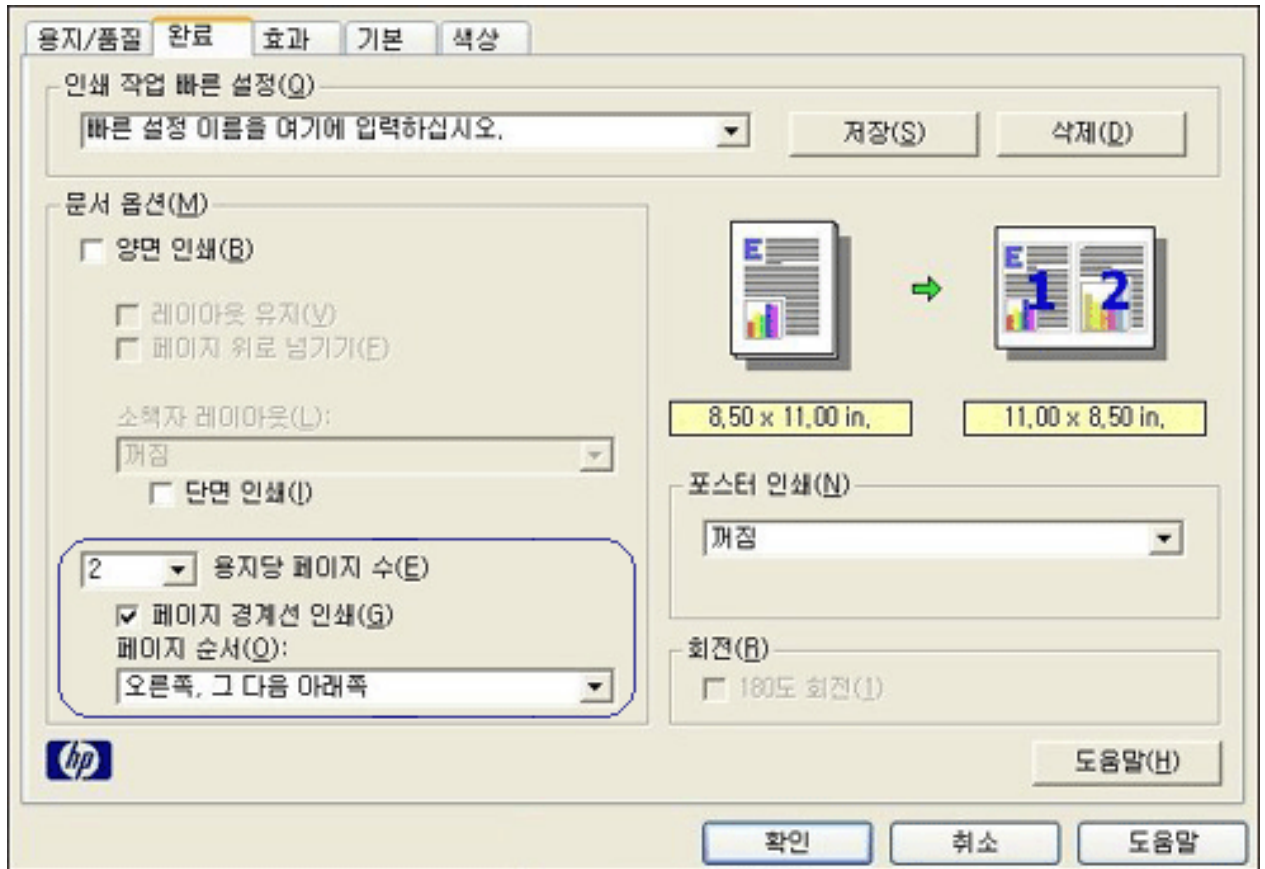 용지/품질 완료 효과 기본 색상
인쇄 작업 빠른 설정(Q)
빠른 설정 이름을 여기에 입력하십시오. 저장(S) 삭제(D)
문서 옵션(M)
양면 인쇄(B)
레이아웃 유지(V)
페이지 위로 넘기기(F)
소책자 레이아웃(L):
꺼짐
단면 인쇄(I)
2 용지당 페이지 수(E)
페이지 경계선 인쇄(G)
페이지 순서(O):
오른쪽, 그 다음 아래쪽
E
E 1 2
8,50 x 11,00 in,
11,00 x 8,50 in,
포스터 인쇄(N)
꺼짐
회전(R)
180도 회전(1)
hp
도움말(H)
확인 취소 도움말